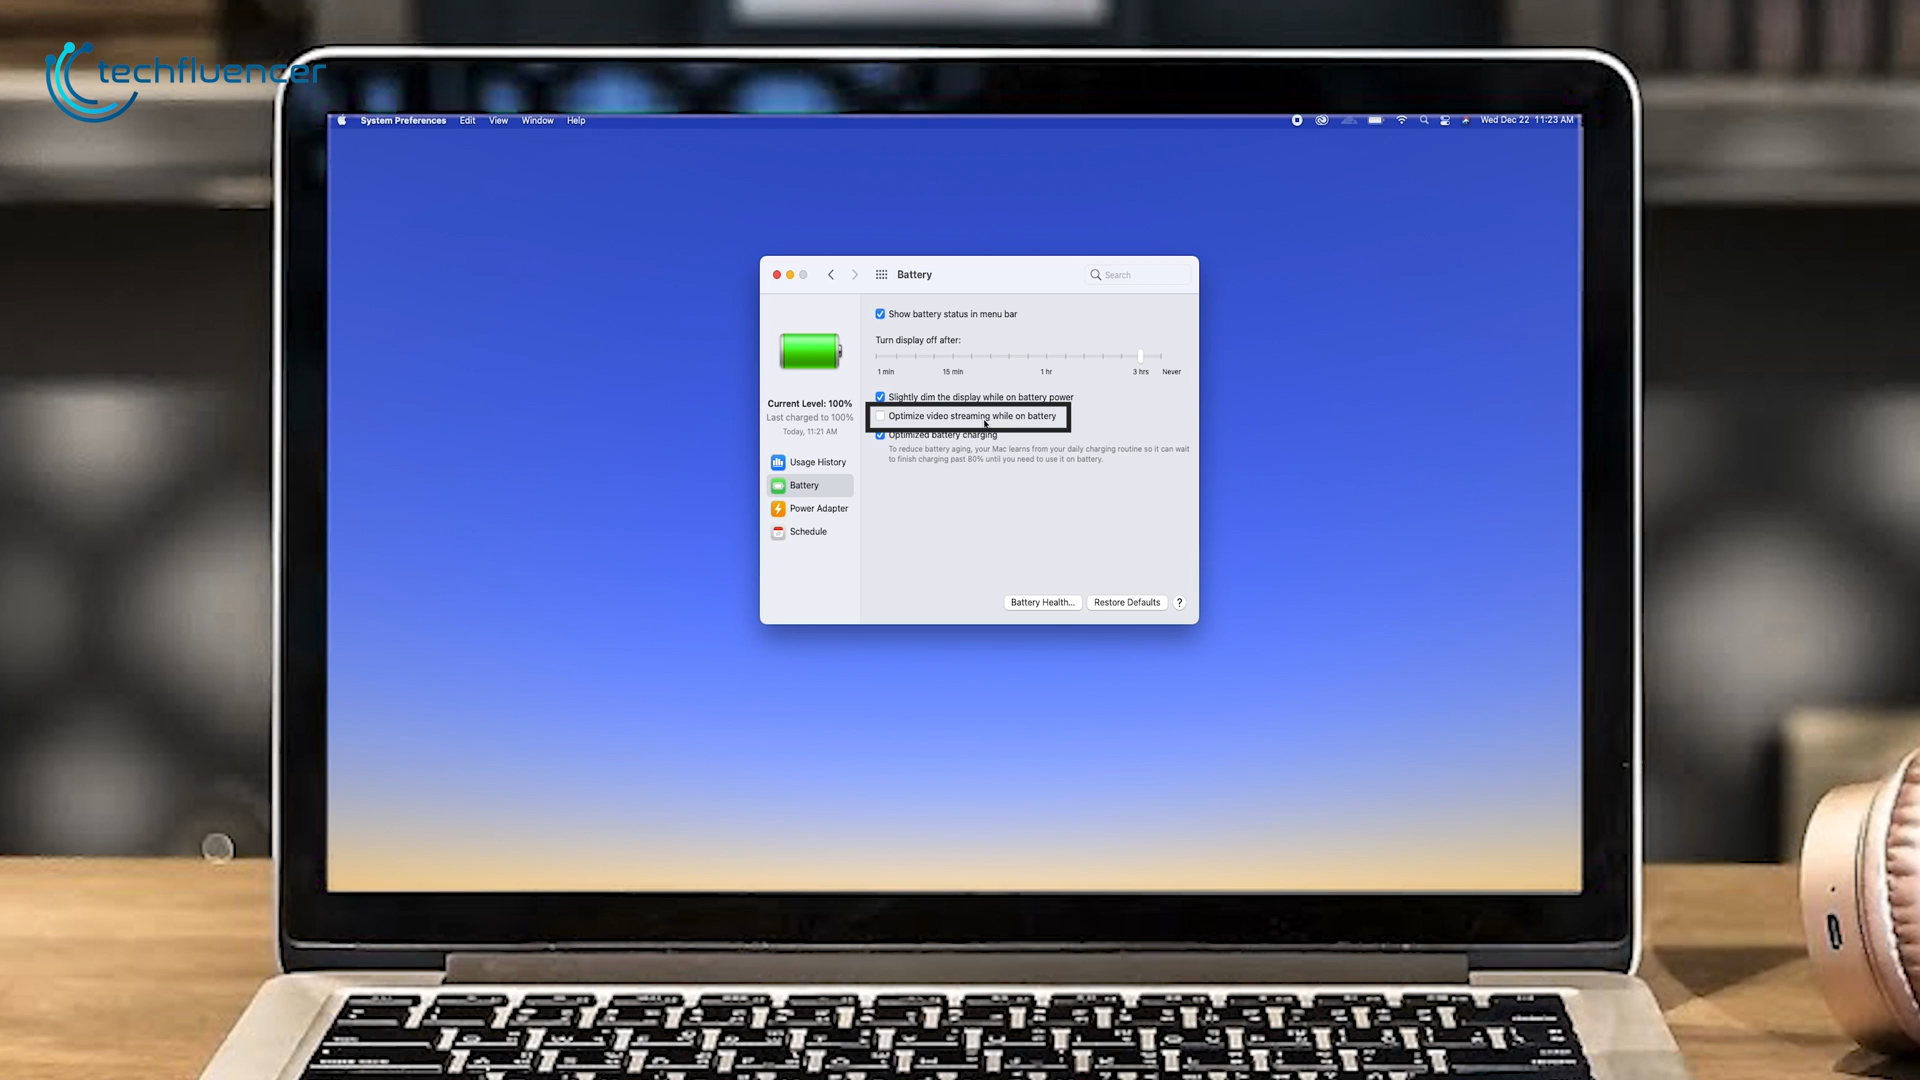 techfluencer
System Preferences Edit View Window Help
Wed Dec 22 11:23 AM
Battery
Search
Show battery status in menu bar
Turn display off after:
1 min 15 min 1 hr 3 hrs Never
Current Level: 100%
Last charged to 100%
Today, 11:21 AM
Slightly dim the display while on battery power
Optimize video streaming while on battery
Optimized battery charging
To reduce battery aging, your Mac learns from your daily charging routine so it can wait
to finish charging past 80% until you need to use it on battery.
Usage History
Battery
Power Adapter
Schedule
Battery Health...
Restore Defaults
?